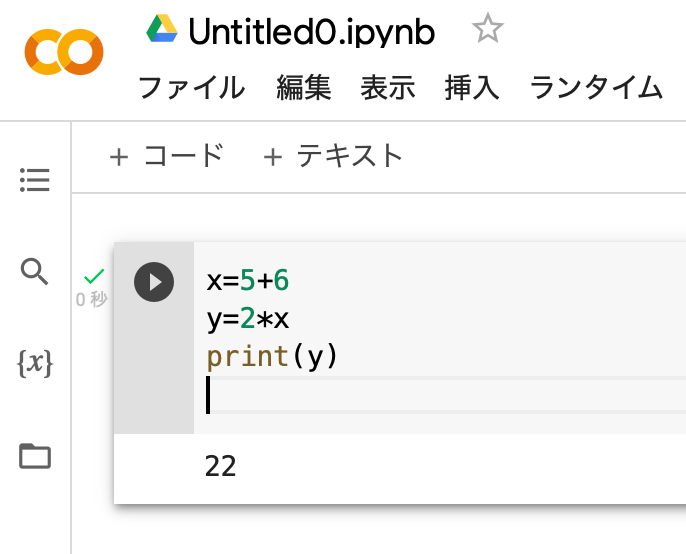 Untitled0.ipynb
ファイル 編集 表示 挿入 ランタイム
+ コード + テキスト
0 秒
{x}
x=5+6
y=2*x
print(y)
22